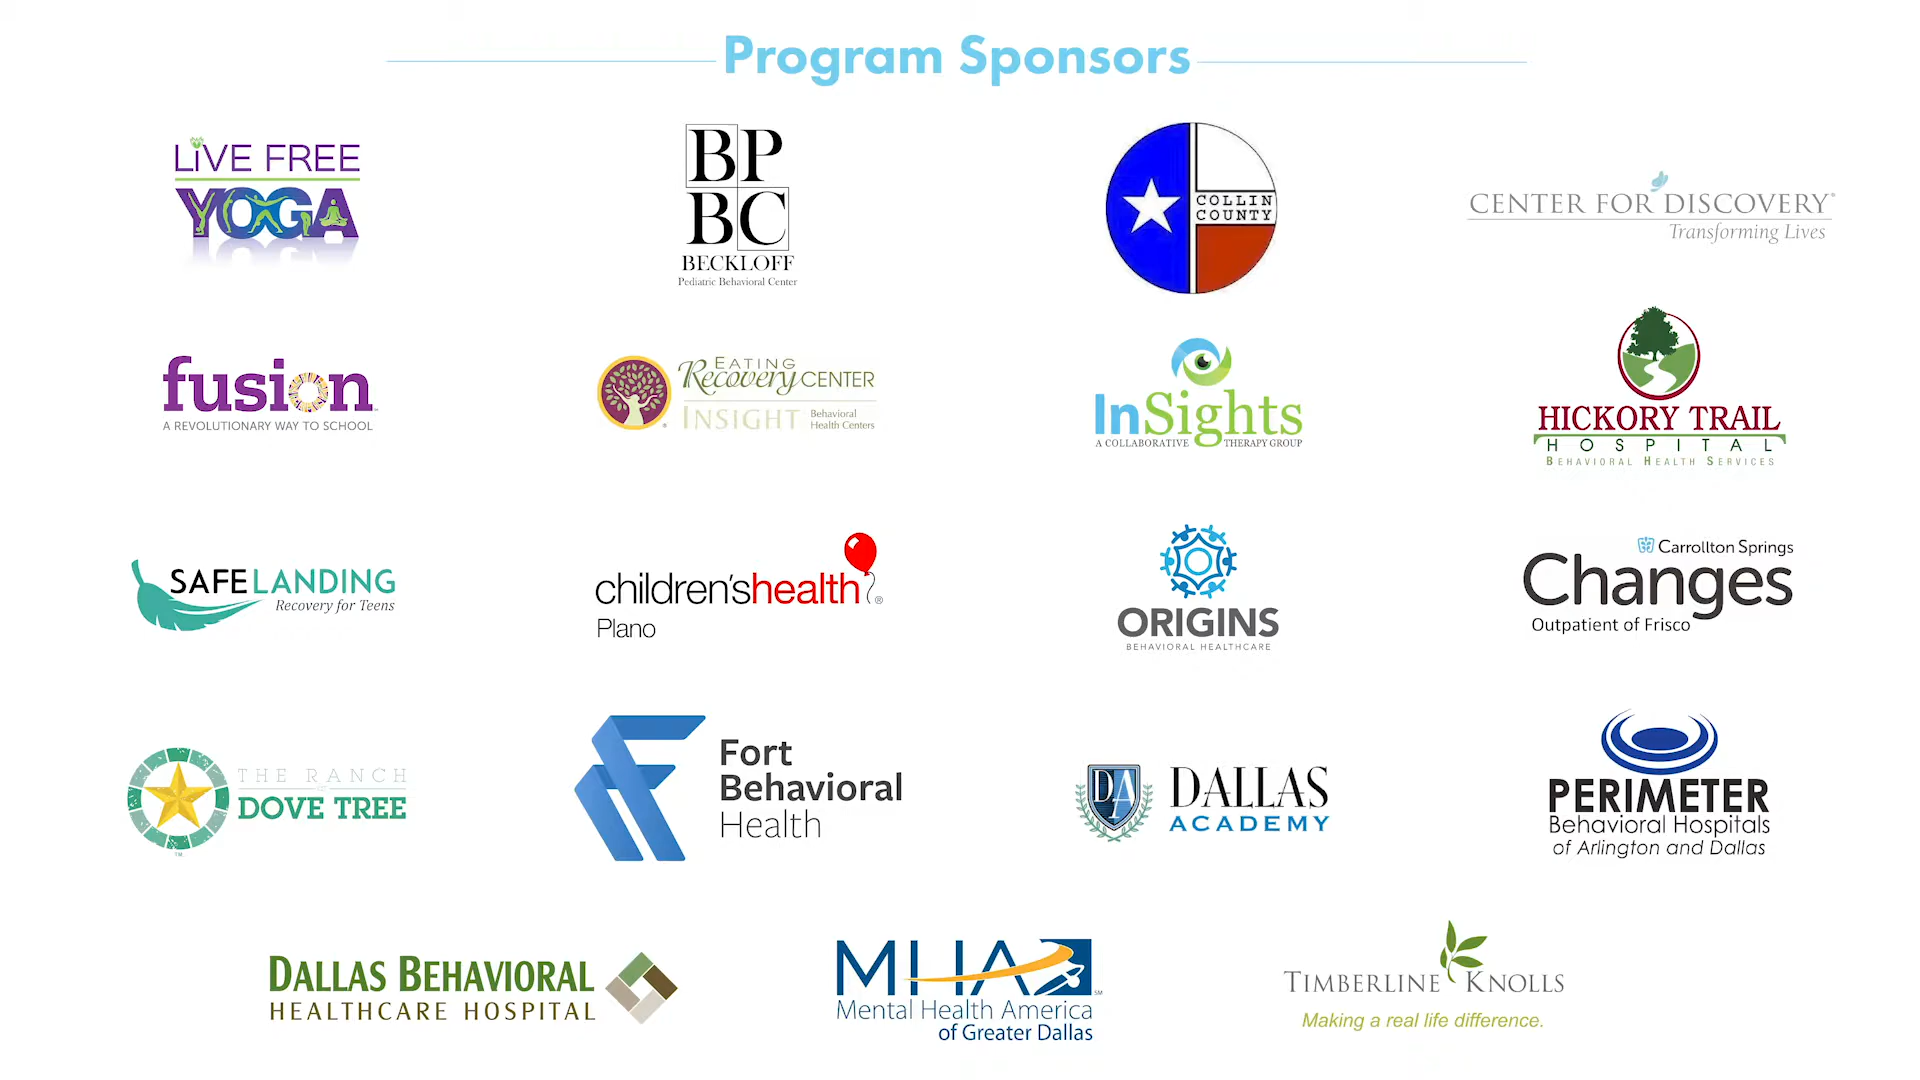 Program Sponsors
LiVE FREE
YOGA
BP
BC
BECKLOFF
Pediatric Behavioral Center
COLLIN
COUNTY
CENTER FOR DISCOVERY®
Transforming Lives
fusion
A REVOLUTIONARY WAY TO SCHOOL
EATING
Recovery CENTER
INSIGHT Behavioral
Health Centers
InSights
A COLLABORATIVE THERAPY GROUP
HICKORY TRAIL
HOSPITAL
BEHAVIORAL HEALTH SERVICES
SAFE LANDING
Recovery for Teens
children'shealth®
Plano
ORIGINS
BEHAVIORAL HEALTHCARE
Carrollton Springs
Changes
Outpatient of Frisco
THE RANCH
DOVE TREE
TM
Fort
Behavioral
Health
DA
DALLAS
ACADEMY
PERIMETER
Behavioral Hospitals
of Arlington and Dallas
DALLAS BEHAVIORAL
HEALTHCARE HOSPITAL
MHA
Mental Health America
of Greater Dallas
TIMBERLINE KNOLLS
Making a real life difference.